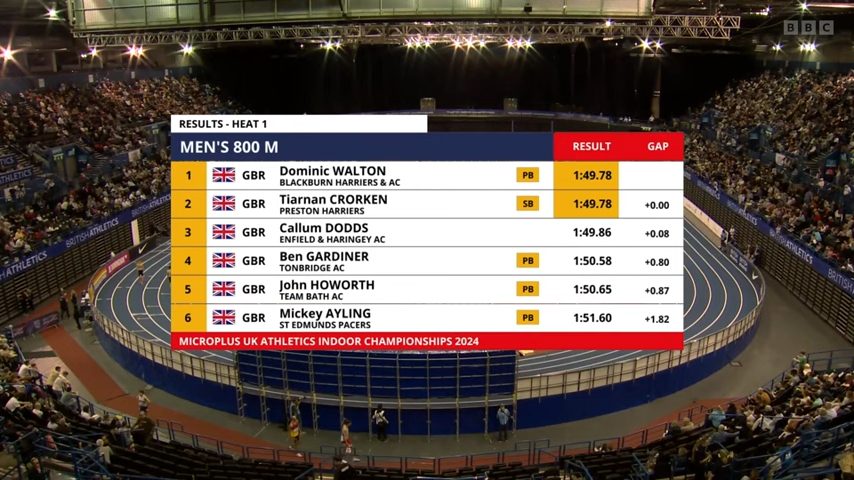 BBC
RESULTS - HEAT 1
MEN'S 800 M RESULT GAP
1 GBR Dominic WALTON PB 1:49.78
BLACKBURN HARRIERS & AC
2 GBR Tiarnan CRORKEN SB 1:49.78 +0.00
PRESTON HARRIERS
3 GBR Callum DODDS 1:49.86 +0.08
ENFIELD & HARINGEY AC
4 GBR Ben GARDINER PB 1:50.58 +0.80
TONBRIDGE AC
5 GBR John HOWORTH PB 1:50.65 +0.87
TEAM BATH AC
6 GBR Mickey AYLING PB 1:51.60 +1.82
ST EDMUNDS PACERS
MICROPLUS UK ATHLETICS INDOOR CHAMPIONSHIPS 2024
BRITISH ATHLETICS